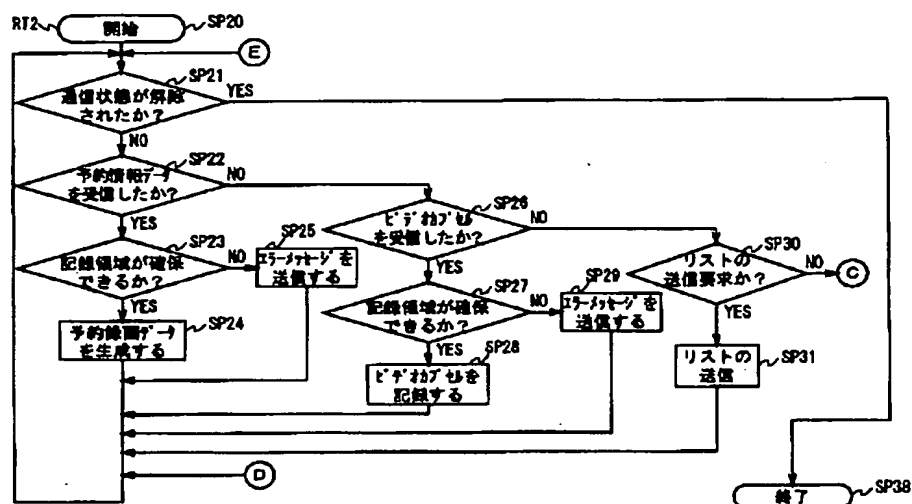 RT2
開始
SP20
E
SP21
通信状態が解除
されたか?
YES
NO
SP22
予約情報データ
を受信したか?
NO
YES
SP23
記録領域が確保
できるか?
NO
YES
SP25
エラーメッセージを
送信する
SP24
予約録画データ
を生成する
SP26
ビデオカプセル
を受信したか?
NO
YES
SP27
記録領域が確保
できるか?
NO
YES
SP29
エラーメッセージを
送信する
SP28
ビデオカプセルを
記録する
SP30
リストの
送信要求か?
NO
C
YES
SP31
リストの
送信
D
終了
SP38